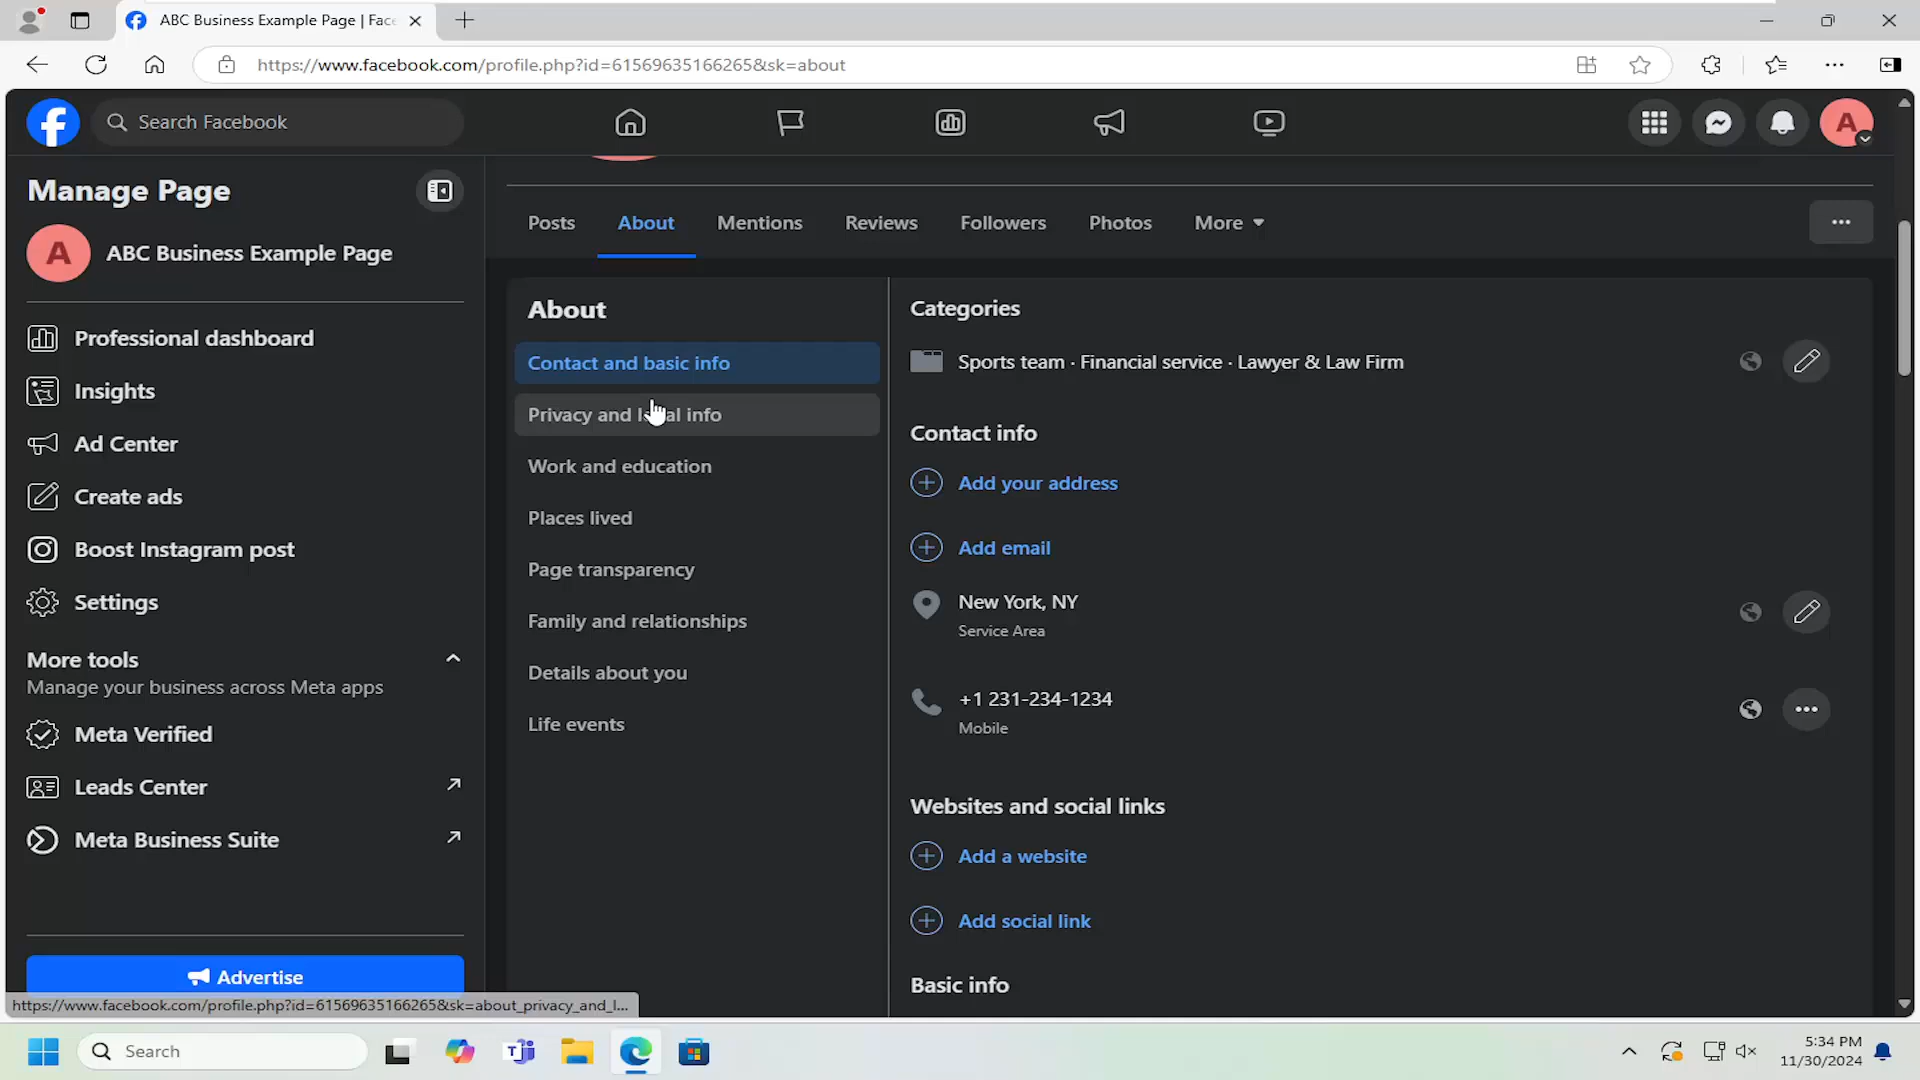 ABC Business Example Page | Fac
https://www.facebook.com/profile.php?id=61569635166265&sk=about
Search Facebook
A
Manage Page
A
ABC Business Example Page
Professional dashboard
Insights
Ad Center
Create ads
Boost Instagram post
Settings
More tools
Manage your business across Meta apps
Meta Verified
Leads Center
Meta Business Suite
Advertise
https://www.facebook.com/profile.php?id=61569635166265&sk=about_privacy_and_l...
Posts
About
Mentions
Reviews
Followers
Photos
More
About
Contact and basic info
Privacy and legal info
Work and education
Places lived
Page transparency
Family and relationships
Details about you
Life events
Categories
Sports team · Financial service · Lawyer & Law Firm
Contact info
Add your address
Add email
New York, NY
Service Area
+1 231-234-1234
Mobile
Websites and social links
Add a website
Add social link
Basic info
Search
5:34 PM
11/30/2024